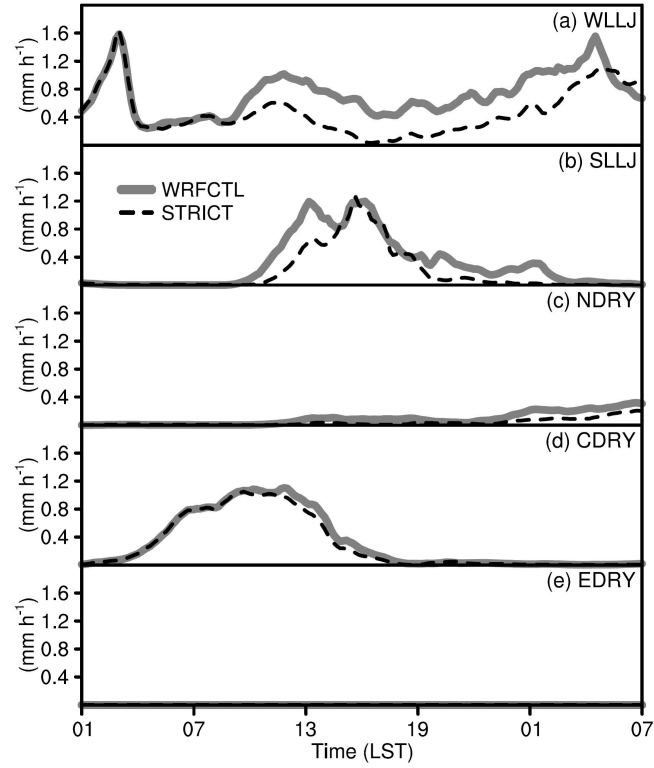 (a) WLLJ
1.6
1.2
0.8
0.4
(mm h⁻¹)
(b) SLLJ
WRFCTL
STRICT
1.6
1.2
0.8
0.4
(mm h⁻¹)
(c) NDRY
1.6
1.2
0.8
0.4
(mm h⁻¹)
(d) CDRY
1.6
1.2
0.8
0.4
(mm h⁻¹)
(e) EDRY
1.6
1.2
0.8
0.4
(mm h⁻¹)
01 07 13 19 01 07
Time (LST)